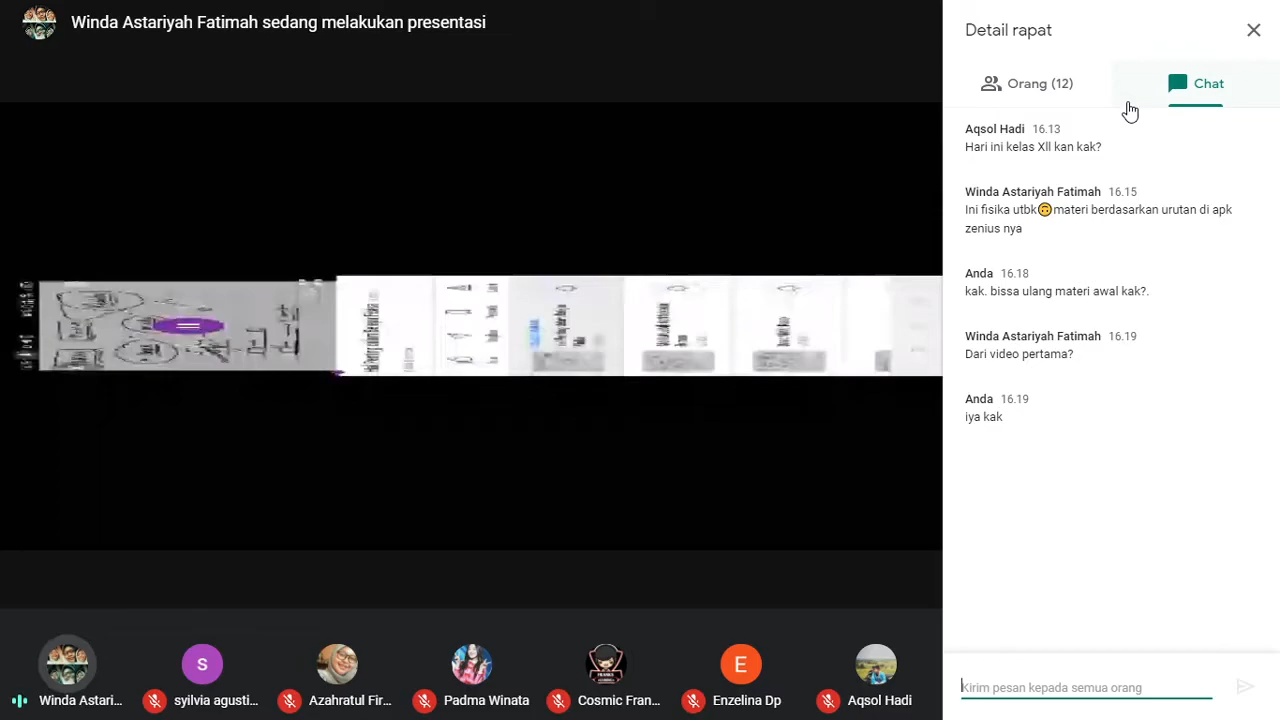 Winda Astariyah Fatimah sedang melakukan presentasi
Detail rapat
Orang (12)
Chat
Aqsol Hadi 16.13
Hari ini kelas Xll kan kak?
Winda Astariyah Fatimah 16.15
Ini fisika utbk🙃materi berdasarkan urutan di apk
zenius nya
Anda 16.18
kak. bissa ulang materi awal kak?.
Winda Astariyah Fatimah 16.19
Dari video pertama?
Anda 16.19
iya kak
Kirim pesan kepada semua orang
S
E
Winda Astari...
syilvia agusti...
Azahratul Fir...
Padma Winata
Cosmic Fran...
Enzelina Dp
Aqsol Hadi